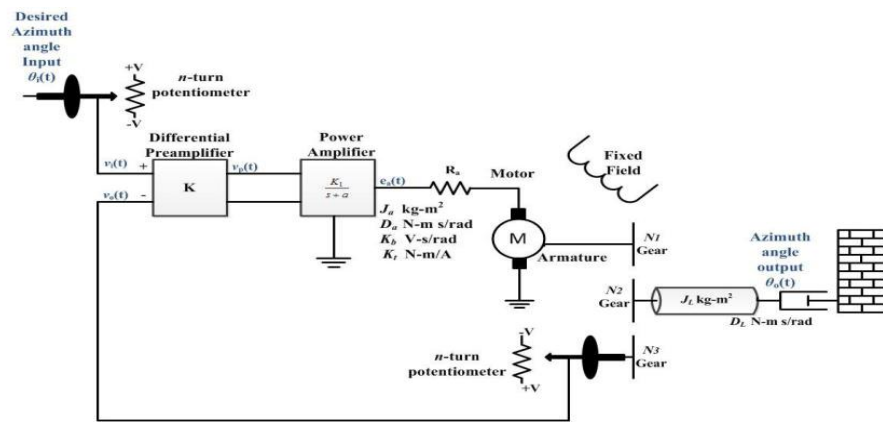 Desired
Azimuth
angle
Input
θi(t)
+V
-V
n-turn
potentiometer
Differential
Preamplifier
Power
Amplifier
vi(t)
+
K
vp(t)
K1
s + a
ea(t)
Ra
Motor
Fixed
Field
vo(t)
-
Ja kg-m²
Da N-m s/rad
Kb V-s/rad
Kt N-m/A
M
Armature
N1
Gear
Azimuth
angle
output
θo(t)
N2
Gear
JL kg-m²
DL N-m s/rad
n-turn
potentiometer
-V
+V
N3
Gear